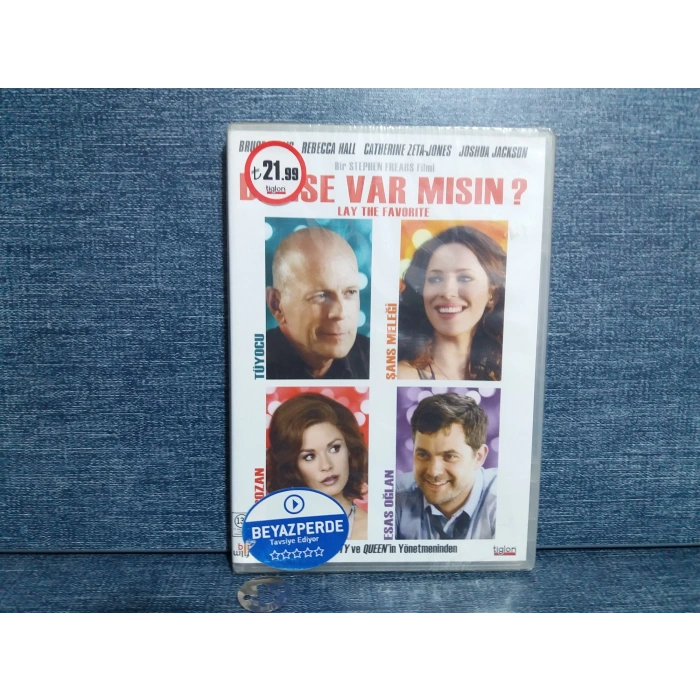 REBECCA HALL CATHERINE ZETA-JONES JOSHUA JACKSON
Bir STEPHEN FREARS Filmi
₺21.99
tiglon
VAR MISIN?
LAY THE FAVORITE
TÜYOCU
ŞANS MELEĞİ
ESAS OĞLAN
BEYAZPERDE
Tavsiye Ediyor
ve QUEEN'in Yönetmeninden
tiglon